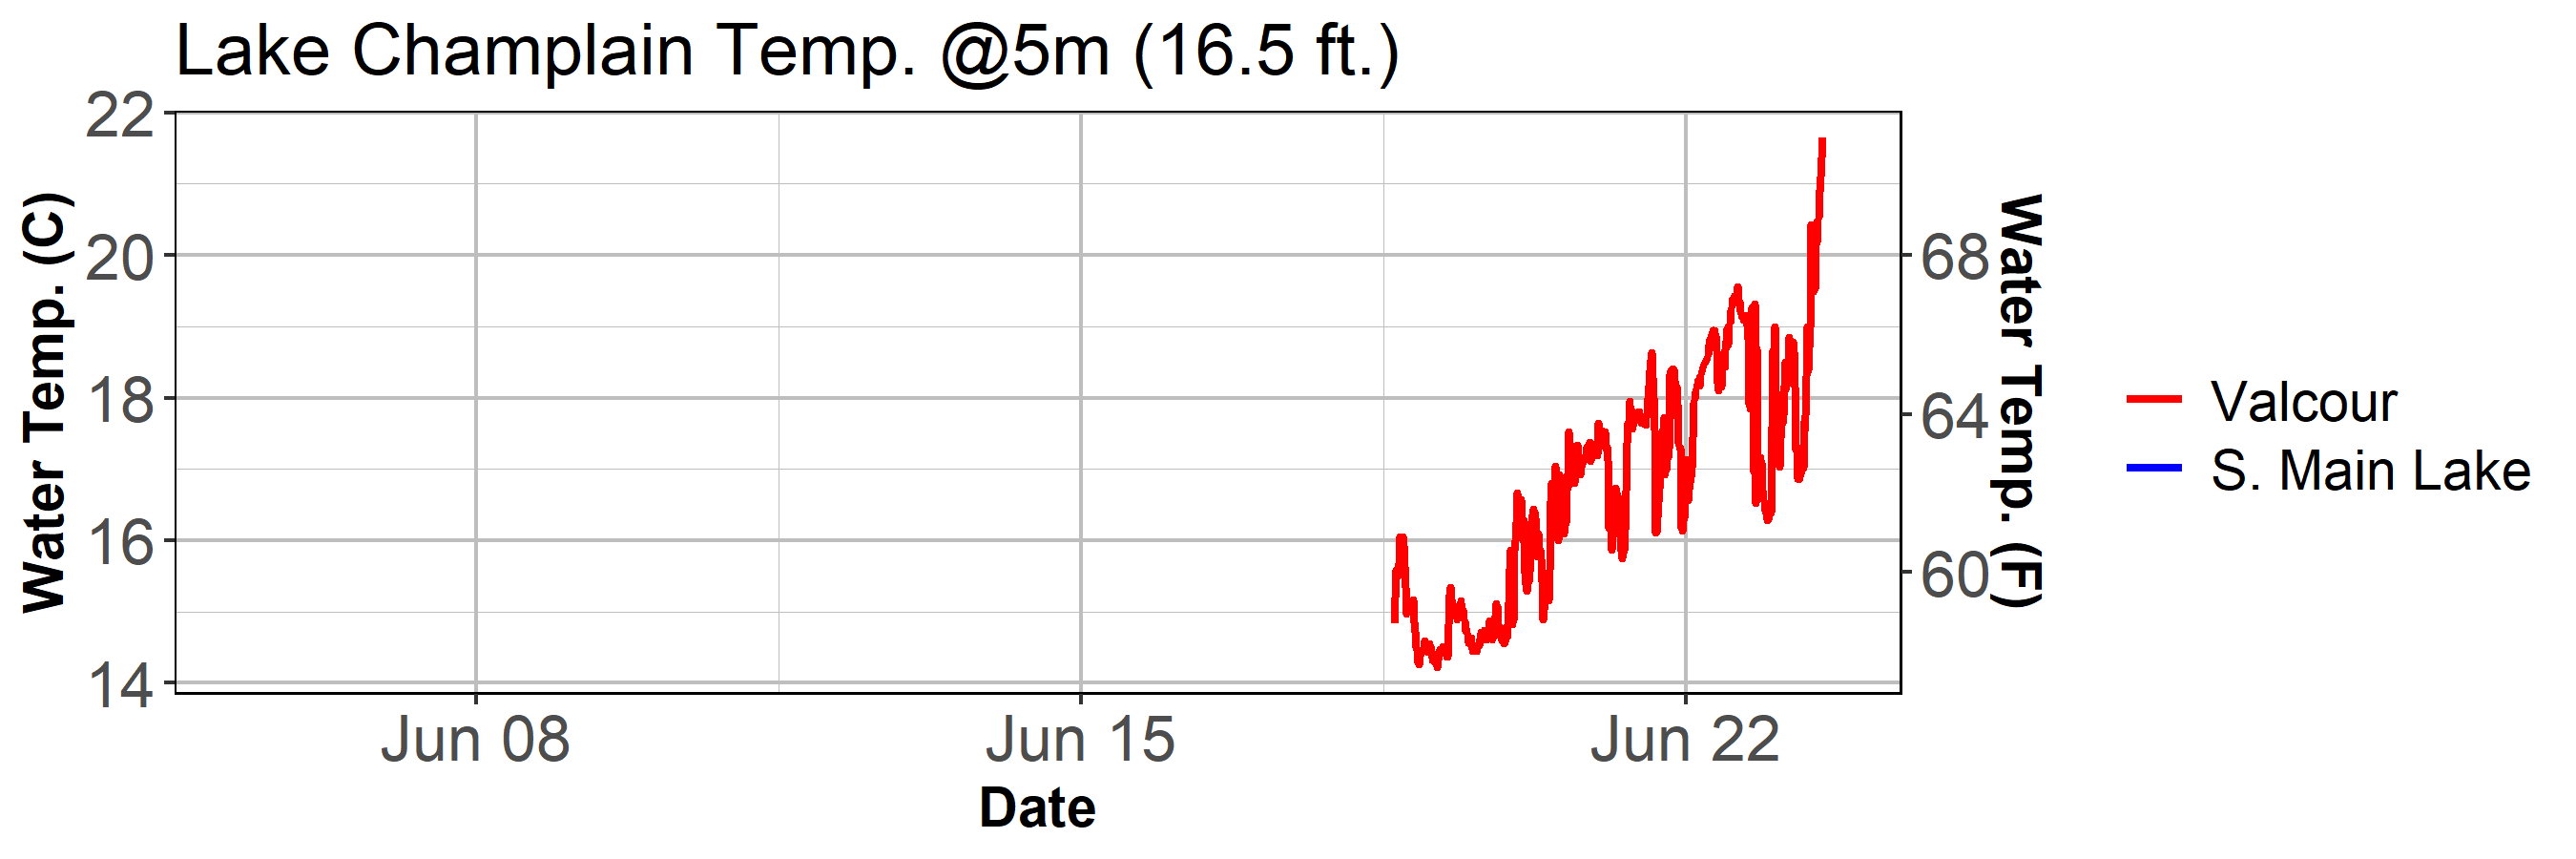 Lake Champlain Temp. @5m (16.5 ft.)
Water Temp. (C)
22
20
18
16
14
68
64
60
Water Temp. (F)
Jun 08
Jun 15
Jun 22
Date
Valcour
S. Main Lake